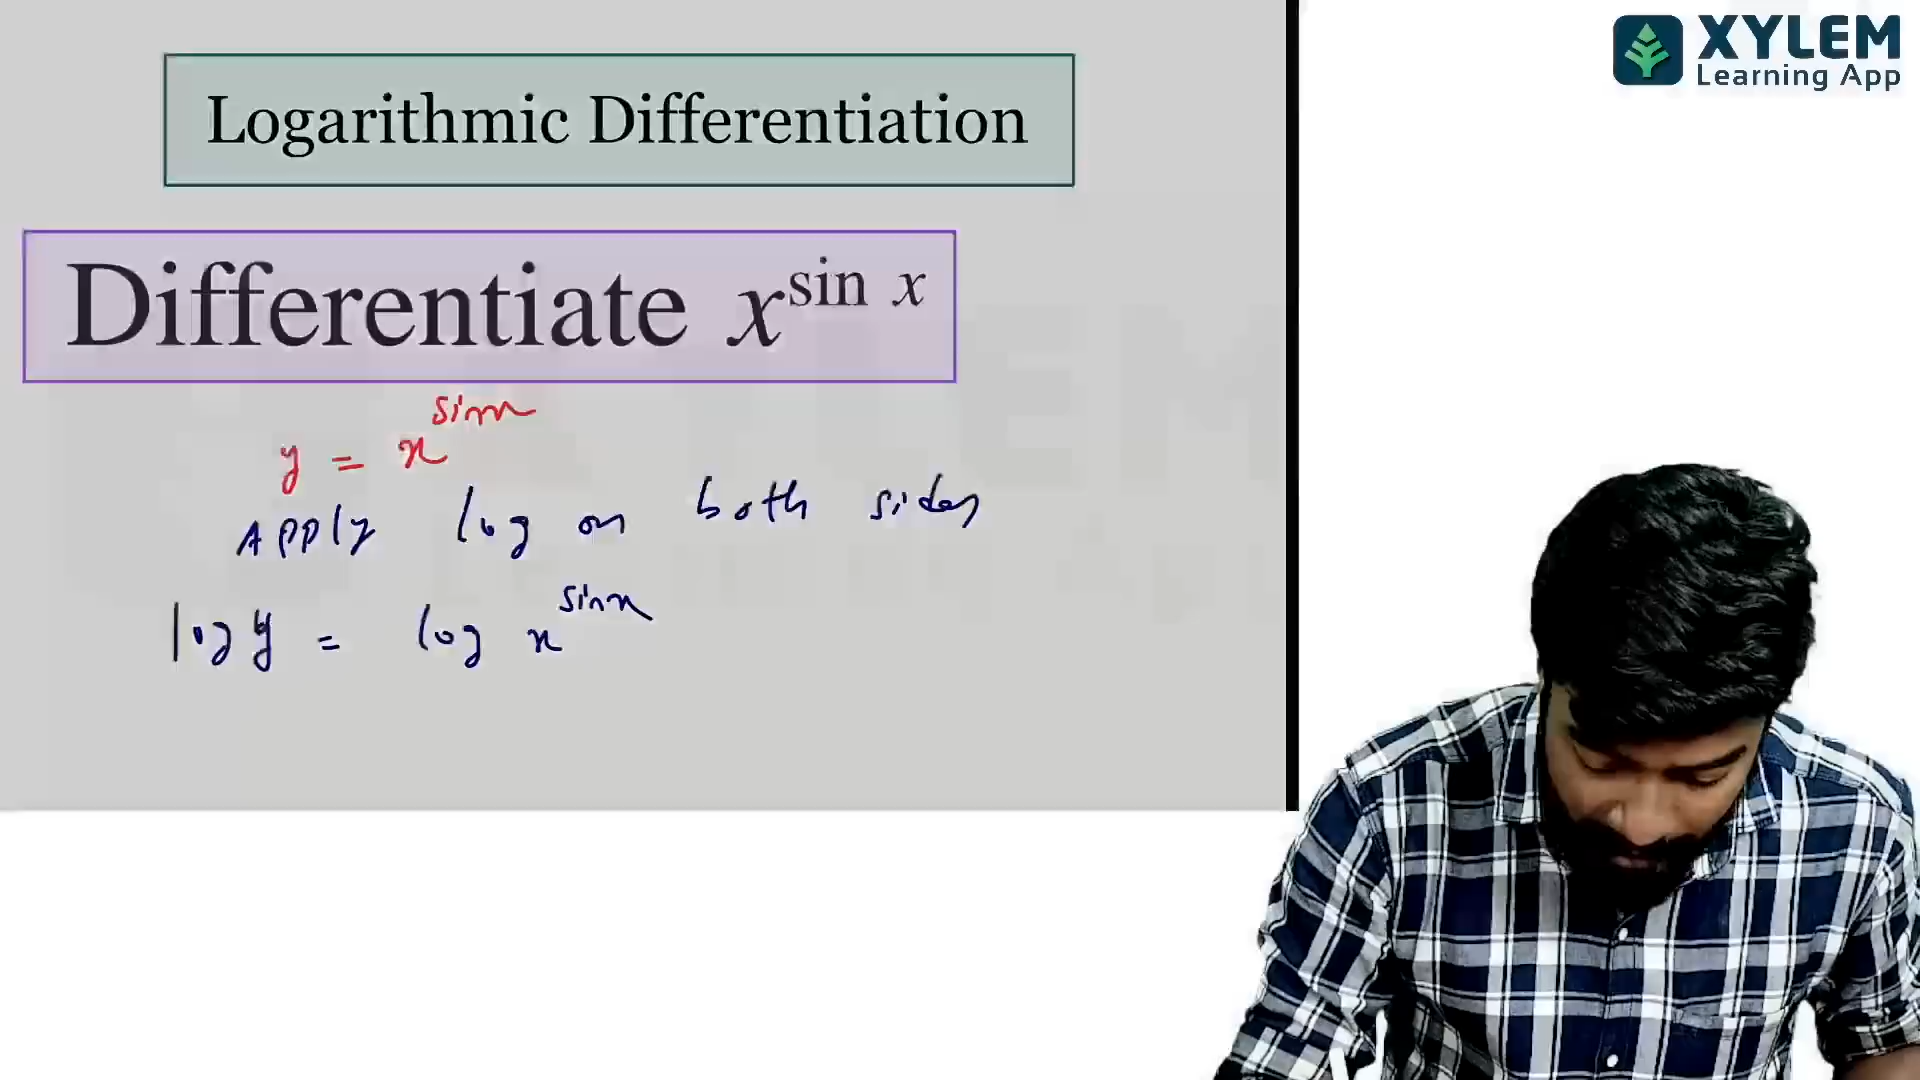 XYLEM
Learning App
Logarithmic Differentiation
Differentiate x^sin x
y = x^sinx
Apply log on both sides
log y = log x^sinx